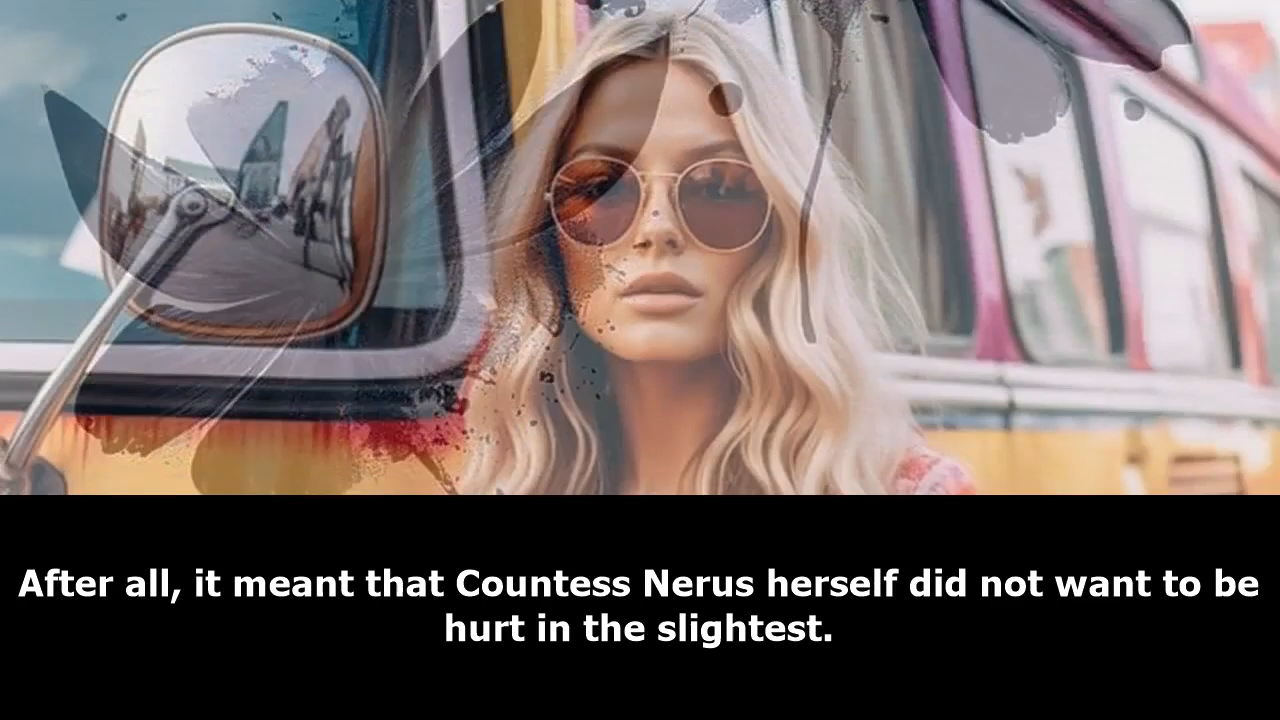 After all, it meant that Countess Nerus herself did not want to be
hurt in the slightest.